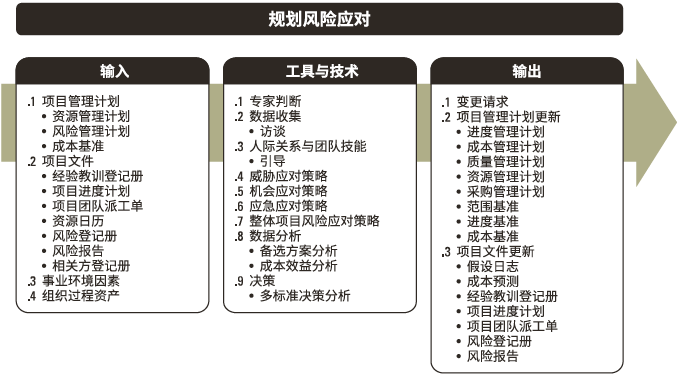 规划风险应对
输入
.1 项目管理计划
• 资源管理计划
• 风险管理计划
• 成本基准
.2 项目文件
• 经验教训登记册
• 项目进度计划
• 项目团队派工单
• 资源日历
• 风险登记册
• 风险报告
• 相关方登记册
.3 事业环境因素
.4 组织过程资产
工具与技术
.1 专家判断
.2 数据收集
• 访谈
.3 人际关系与团队技能
• 引导
.4 威胁应对策略
.5 机会应对策略
.6 应急应对策略
.7 整体项目风险应对策略
.8 数据分析
• 备选方案分析
• 成本效益分析
.9 决策
• 多标准决策分析
输出
.1 变更请求
.2 项目管理计划更新
• 进度管理计划
• 成本管理计划
• 质量管理计划
• 资源管理计划
• 采购管理计划
• 范围基准
• 进度基准
• 成本基准
.3 项目文件更新
• 假设日志
• 成本预测
• 经验教训登记册
• 项目进度计划
• 项目团队派工单
• 风险登记册
• 风险报告